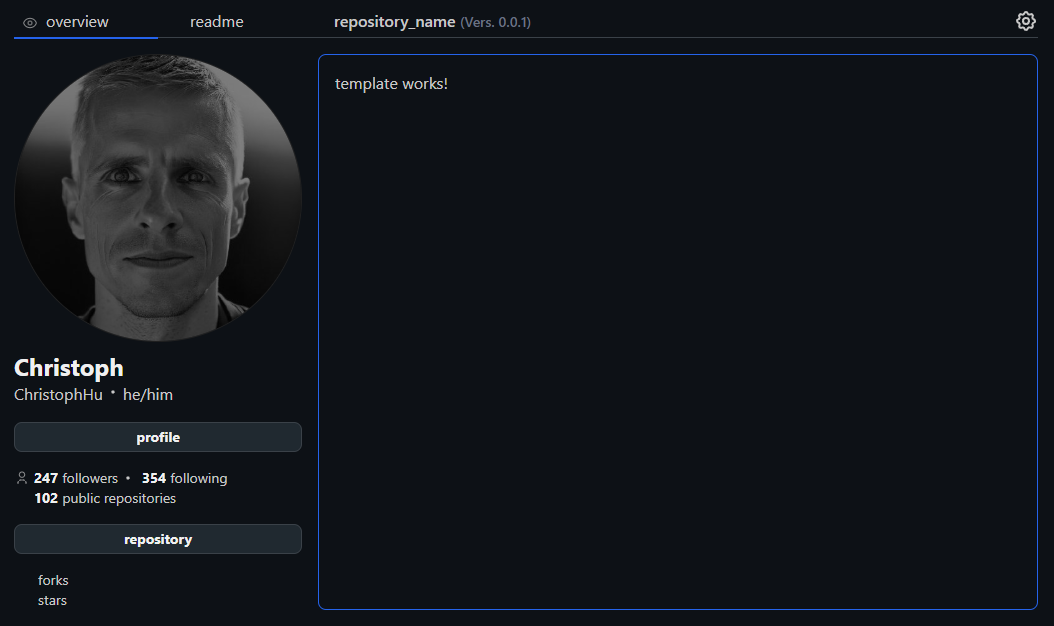 overview readme repository_name (Vers. 0.0.1)
template works!
Christoph
ChristophHu • he/him
profile
247 followers • 354 following
102 public repositories
repository
forks
stars